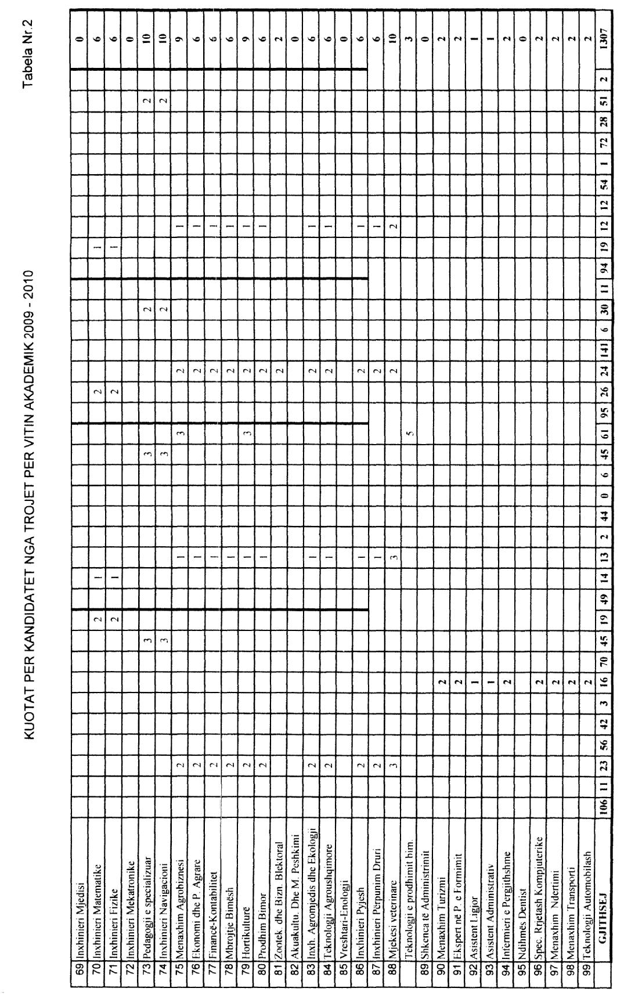 KUOTAT PER KANDIDATET NGA TROJET PER VITIN AKADEMIK 2009 - 2010
Tabela Nr.2
69 Inxhinieri Mjedisi 0
70 Inxhinieri Matematike 2 1 2 1 6
71 Inxhinieri Fizike 2 1 2 1 6
72 Inxhinieri Mekatronike 0
73 Pedagogji e specializuar 3 3 2 2 10
74 Inxhinieri Navigacioni 3 3 2 2 10
75 Menaxhim Agrobiznesi 2 1 3 2 1 9
76 Ekonomi dhe P. Agrare 2 1 2 1 6
77 Financë-Kontabilitet 2 1 2 1 6
78 Mbrojtje Bimësh 2 1 2 1 6
79 Hortikulturë 2 1 3 2 1 9
80 Prodhim Bimor 2 1 2 1 6
81 Zootek. dhe Bizn. Blektoral 2 2
82 Akuakultu. Dhe M. Peshkimi 0
83 Inxh. Agromjedis dhe Ekologji 2 1 2 1 6
84 Teknologji Agroushqimore 2 1 2 1 6
85 Vreshtari-Enologji 0
86 Inxhinieri Pyjesh 2 1 2 1 6
87 Inxhinieri Përpunim Druri 2 1 2 1 6
88 Mjekesi veterinare 3 3 2 2 10
Teknologji e prodhimit bim. 5 3
89 Shkenca të Administrimit 0
90 Menaxhim Turizmi 2 2
91 Ekspert në P. e Formimit 2 2
92 Asistent Ligjor 1 1
93 Asistent Administrativ 1 1
94 Infermieri e Pergjithshme 2 2
95 Ndihmës Dentist 0
96 Spec. Rrjetash Kompjuterike 2 2
97 Menaxhim Ndertimi 2 2
98 Menaxhim Transporti 2 2
99 Teknologji Automobilash 2 2
GJITHSEJ 106 11 23 56 42 3 16 70 45 19 49 14 13 2 44 0 6 45 61 95 26 24 141 6 30 11 94 19 12 12 54 1 72 28 51 2 1307